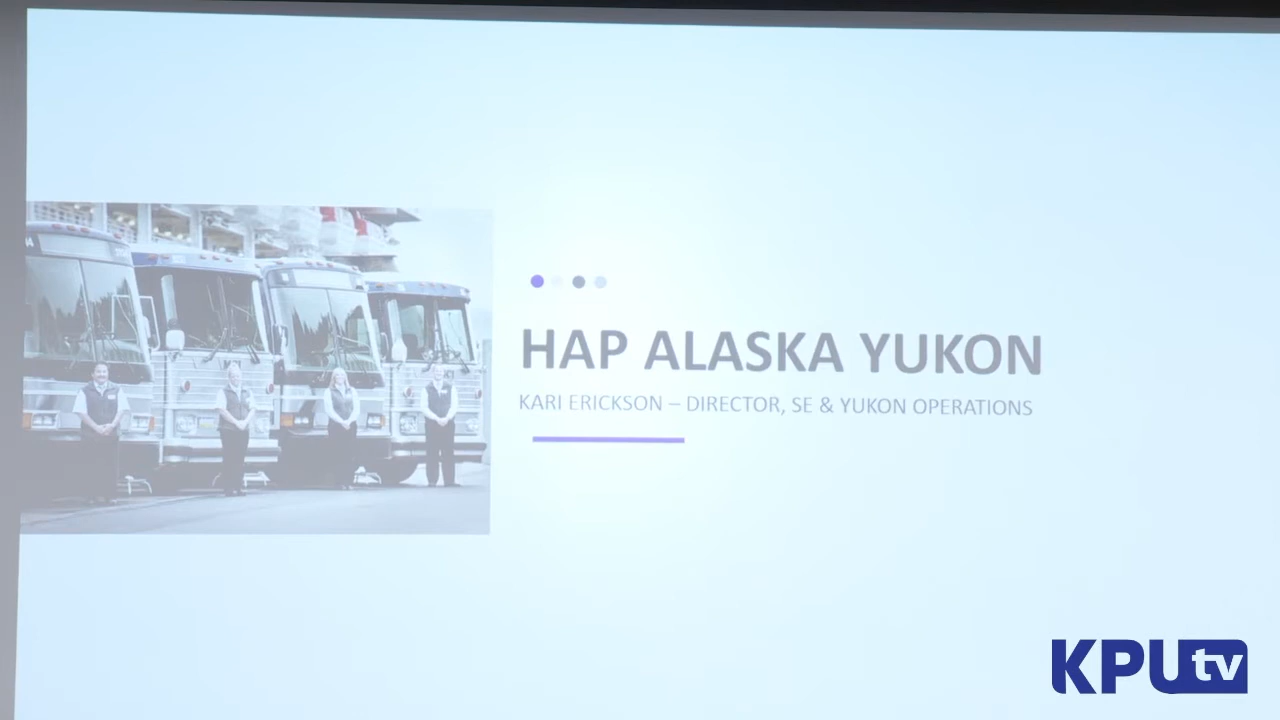 HAP ALASKA YUKON
KARI ERICKSON – DIRECTOR, SE & YUKON OPERATIONS
KPUtv